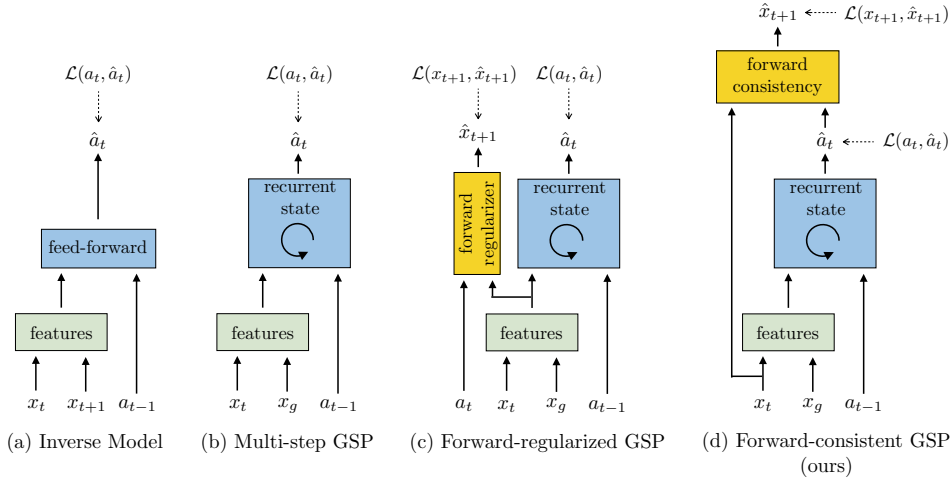 ℒ(a_t, â_t)
â_t
feed-forward
features
x_t x_{t+1} a_{t-1}
(a) Inverse Model
ℒ(a_t, â_t)
â_t
recurrent
state
features
x_t x_g a_{t-1}
(b) Multi-step GSP
ℒ(x_{t+1}, x̂_{t+1}) ℒ(a_t, â_t)
x̂_{t+1} â_t
forward
regularizer
recurrent
state
features
a_t x_t x_g a_{t-1}
(c) Forward-regularized GSP
x̂_{t+1} ℒ(x_{t+1}, x̂_{t+1})
forward
consistency
â_t ℒ(a_t, â_t)
recurrent
state
features
x_t x_g a_{t-1}
(d) Forward-consistent GSP
(ours)